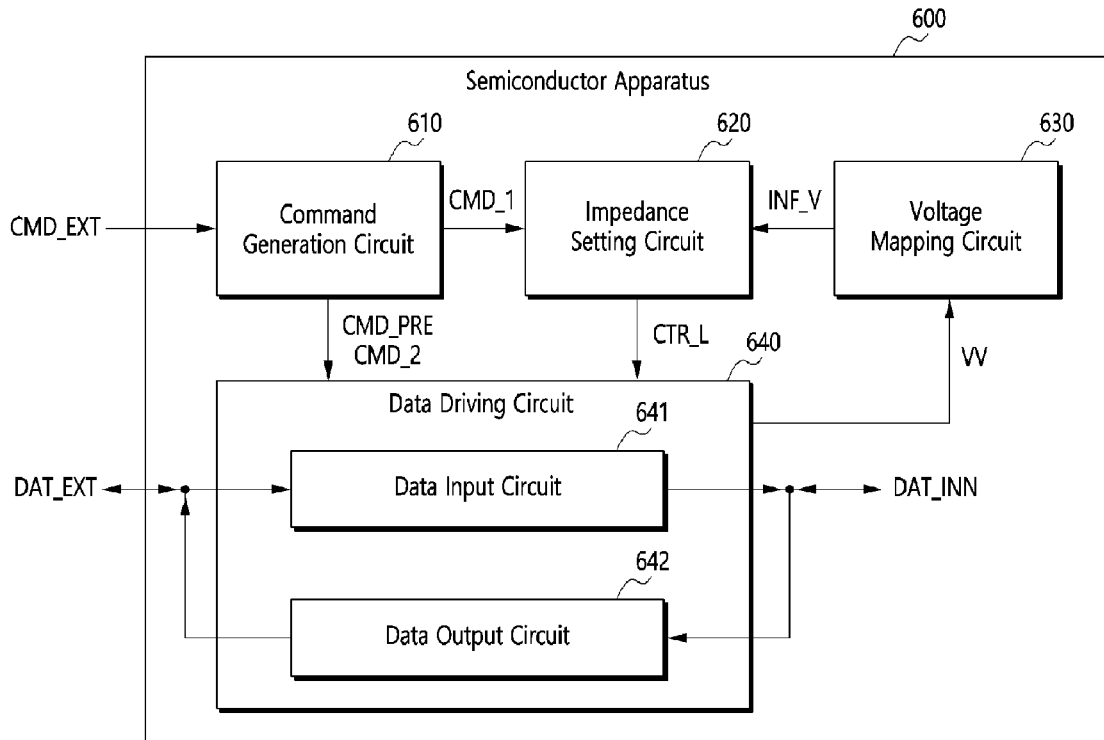 600
Semiconductor Apparatus
610
620
630
CMD_EXT
Command
Generation Circuit
CMD_1
Impedance
Setting Circuit
INF_V
Voltage
Mapping Circuit
CMD_PRE
CMD_2
CTR_L
640
VV
Data Driving Circuit
641
DAT_EXT
Data Input Circuit
DAT_INN
642
Data Output Circuit